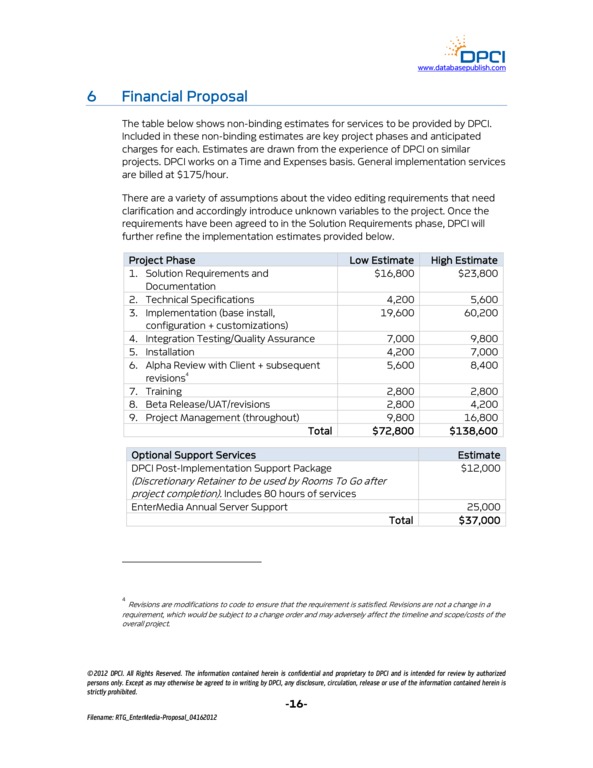 DPCI
www.databasepublish.com
6 Financial Proposal
The table below shows non-binding estimates for services to be provided by DPCI.
Included in these non-binding estimates are key project phases and anticipated
charges for each. Estimates are drawn from the experience of DPCI on similar
projects. DPCI works on a Time and Expenses basis. General implementation services
are billed at $175/hour.
There are a variety of assumptions about the video editing requirements that need
clarification and accordingly introduce unknown variables to the project. Once the
requirements have been agreed to in the Solution Requirements phase, DPCI will
further refine the implementation estimates provided below.
Project Phase Low Estimate High Estimate
1. Solution Requirements and $16,800 $23,800
Documentation
2. Technical Specifications 4,200 5,600
3. Implementation (base install, 19,600 60,200
configuration + customizations)
4. Integration Testing/Quality Assurance 7,000 9,800
5. Installation 4,200 7,000
6. Alpha Review with Client + subsequent 5,600 8,400
revisions4
7. Training 2,800 2,800
8. Beta Release/UAT/revisions 2,800 4,200
9. Project Management (throughout) 9,800 16,800
Total $72,800 $138,600
Optional Support Services Estimate
DPCI Post-Implementation Support Package $12,000
(Discretionary Retainer to be used by Rooms To Go after
project completion). Includes 80 hours of services
EnterMedia Annual Server Support 25,000
Total $37,000
4 Revisions are modifications to code to ensure that the requirement is satisfied. Revisions are not a change in a
requirement, which would be subject to a change order and may adversely affect the timeline and scope/costs of the
overall project.
©2012 DPCI. All Rights Reserved. The information contained herein is confidential and proprietary to DPCI and is intended for review by authorized
persons only. Except as may otherwise be agreed to in writing by DPCI, any disclosure, circulation, release or use of the information contained herein is
strictly prohibited.
-16-
Filename: RTG_EnterMedia-Proposal_04162012